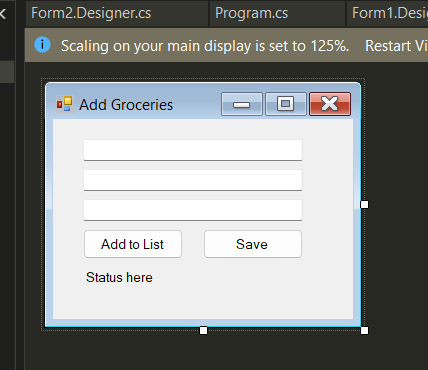 Form2.Designer.cs Program.cs Form1.Desi
Scaling on your main display is set to 125%. Restart Vi
Add Groceries
Add to List Save
Status here